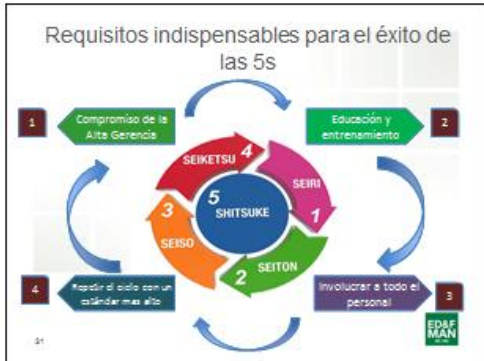 Requisitos indispensables para el éxito de
las 5s
1
Compromiso de la
Alta Gerencia
Educación y
entrenamiento
2
SEIKETSU 4
SEIRI
1
5
SHITSUKE
3
SEISO
2
SEITON
4
Repetir el ciclo con un
estándar mas alto
Involucrar a todo el
personal
3
ED&F
MAN